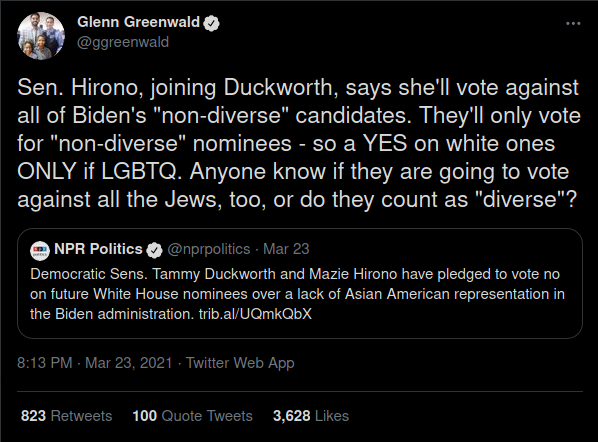 Glenn Greenwald
@ggreenwald
Sen. Hirono, joining Duckworth, says she'll vote against
all of Biden's "non-diverse" candidates. They'll only vote
for "non-diverse" nominees - so a YES on white ones
ONLY if LGBTQ. Anyone know if they are going to vote
against all the Jews, too, or do they count as "diverse"?
NPR Politics @nprpolitics · Mar 23
Democratic Sens. Tammy Duckworth and Mazie Hirono have pledged to vote no
on future White House nominees over a lack of Asian American representation in
the Biden administration. trib.al/UQmkQbX
8:13 PM · Mar 23, 2021 · Twitter Web App
823 Retweets 100 Quote Tweets 3,628 Likes